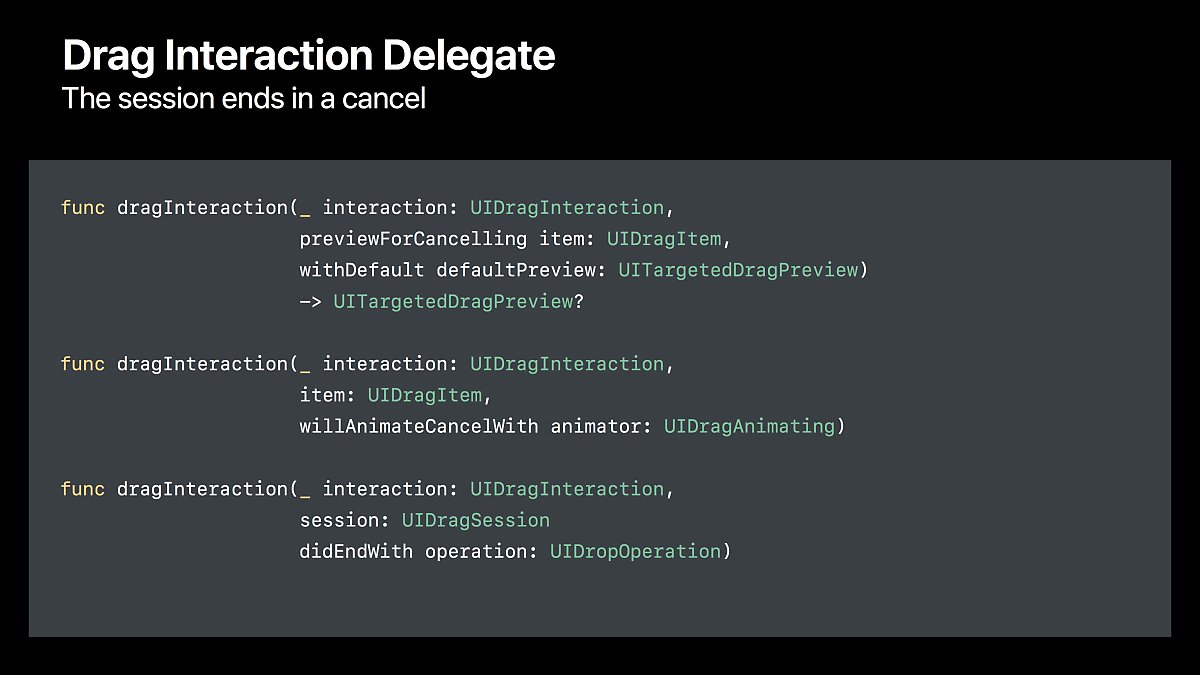 Drag Interaction Delegate
The session ends in a cancel
func dragInteraction(_ interaction: UIDragInteraction,
previewForCancelling item: UIDragItem,
withDefault defaultPreview: UITargetedDragPreview)
—> UITargetedDragPreview?
func dragInteraction(_ interaction: UIDragInteraction,
item: UIDragItem,
willAnimateCancelWith animator: UIDragAnimating)
func dragInteraction(_ interaction: UIDragInteraction,
session: UIDragSession
didEndWith operation: UIDropOperation)